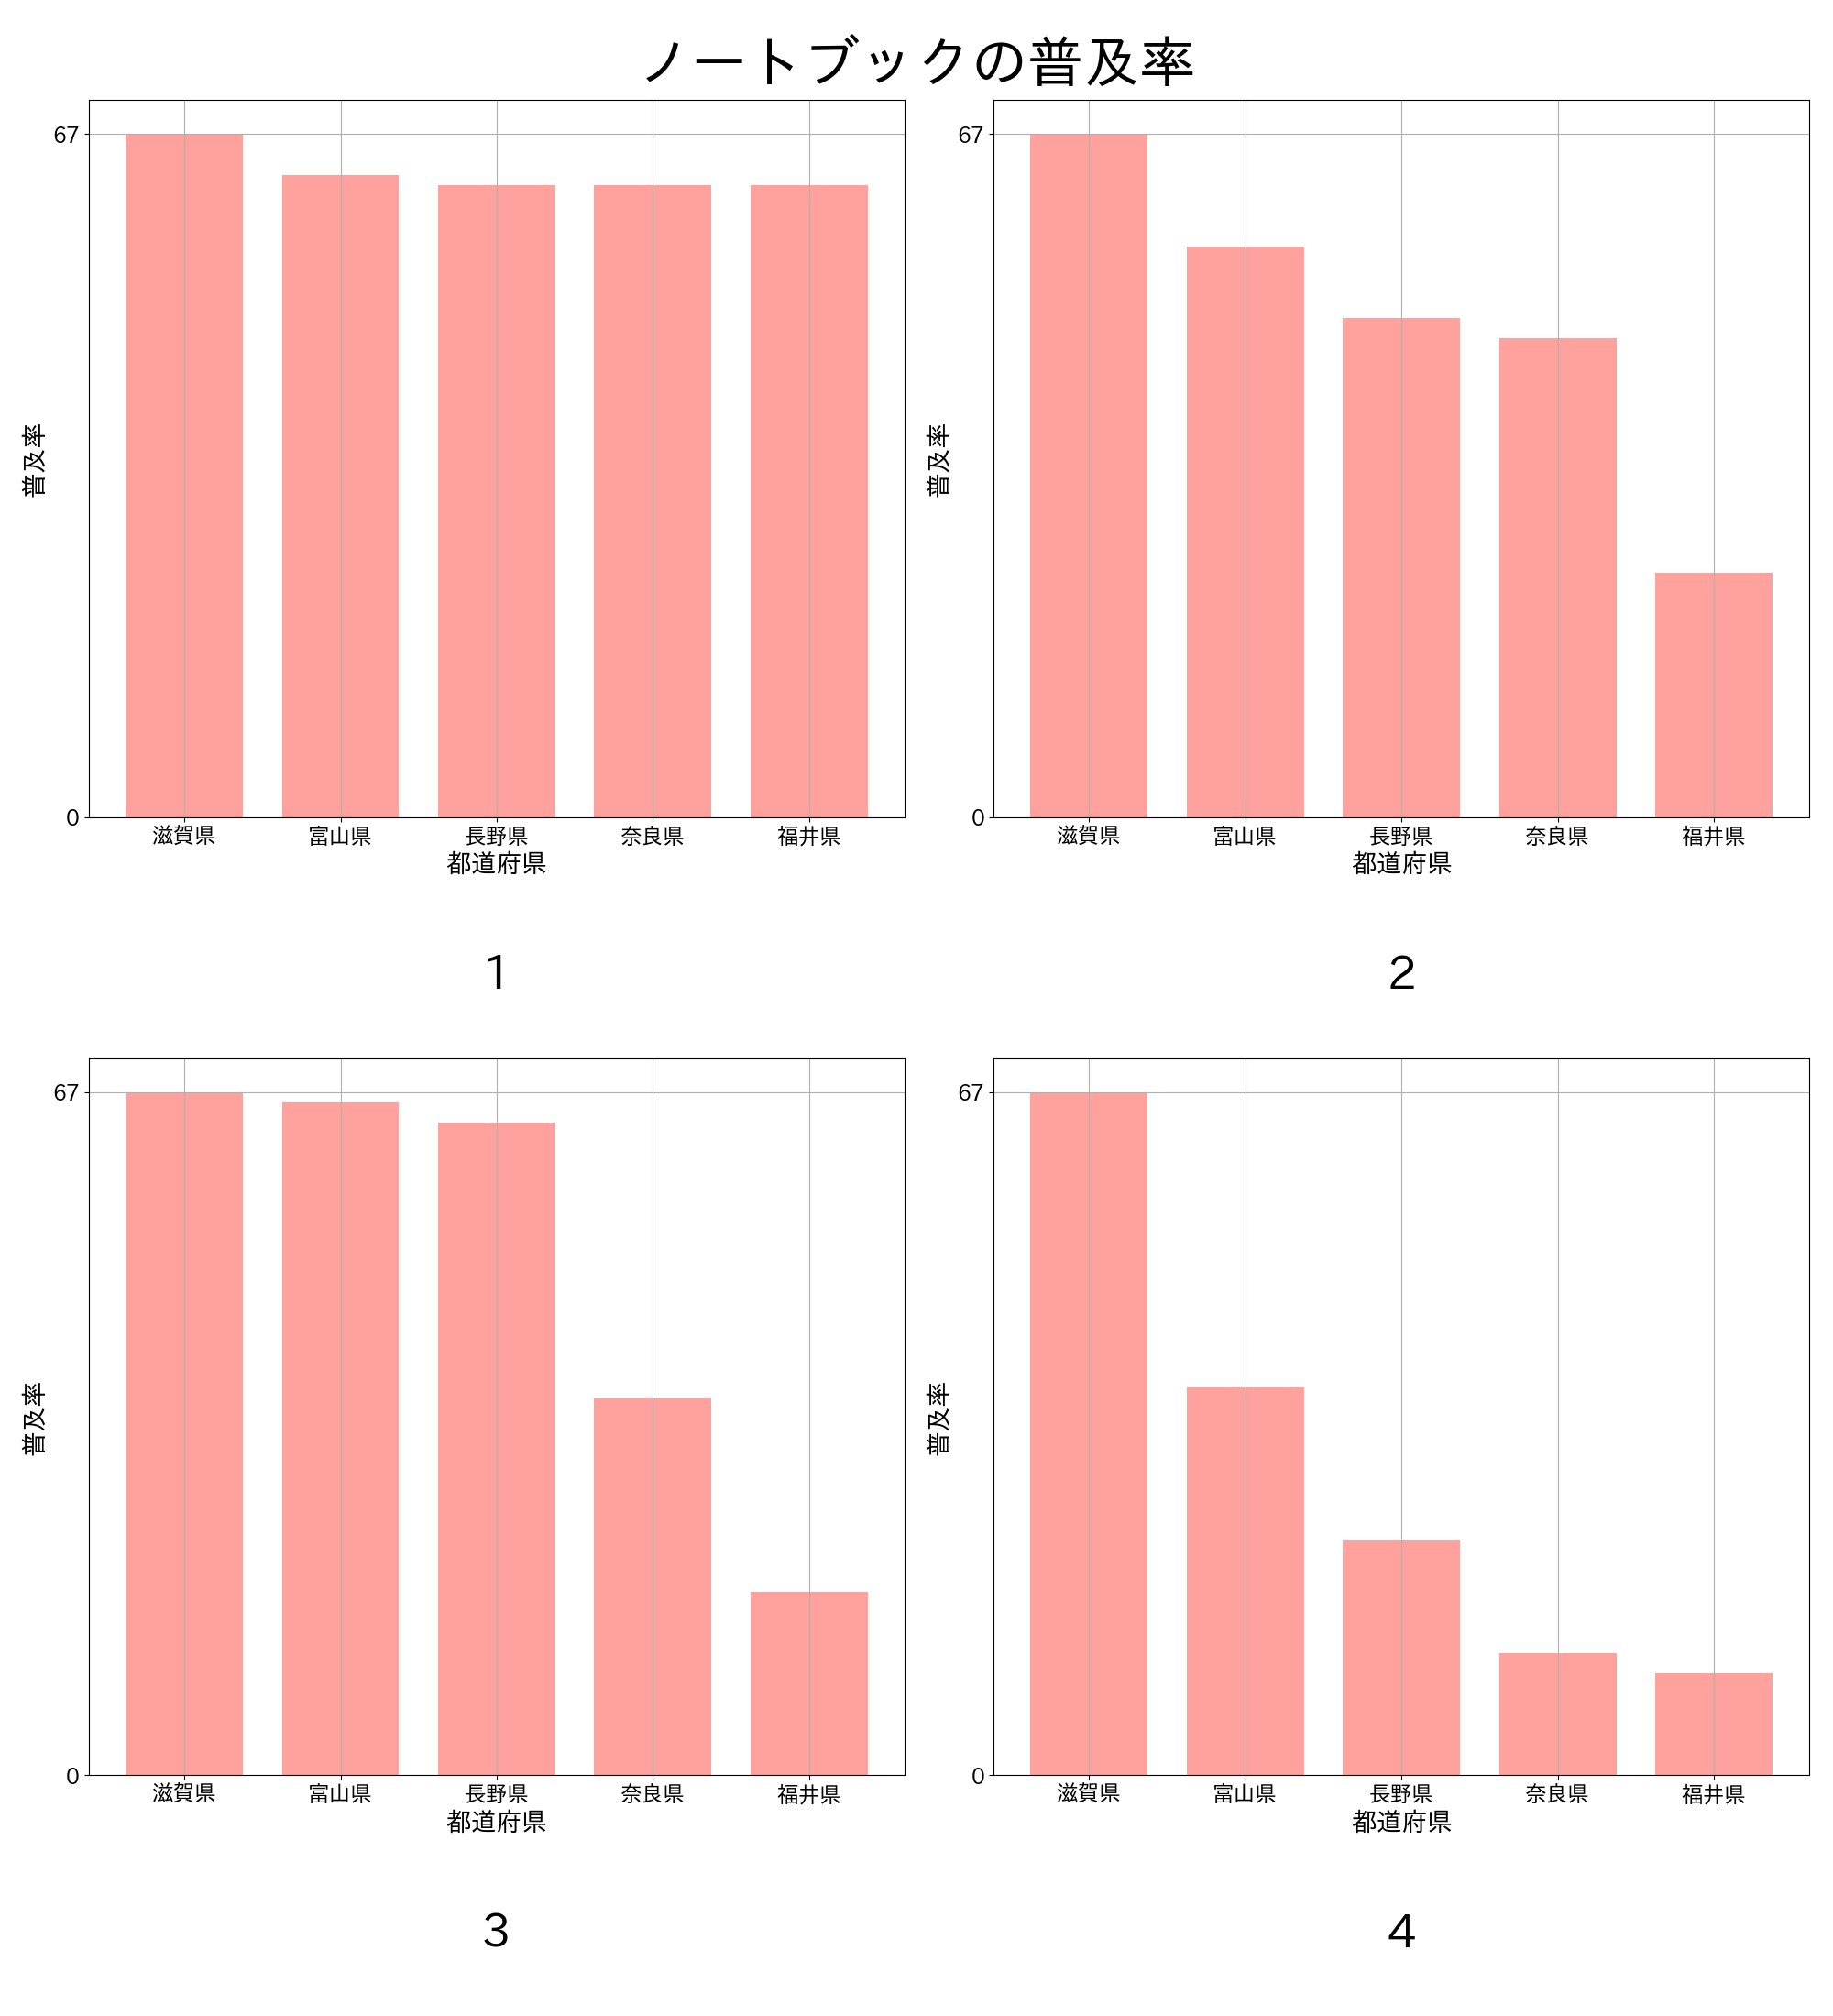 ノートブックの普及率
67
0
普及率
滋賀県 富山県 長野県 奈良県 福井県
都道府県
1
67
0
普及率
滋賀県 富山県 長野県 奈良県 福井県
都道府県
2
67
0
普及率
滋賀県 富山県 長野県 奈良県 福井県
都道府県
3
67
0
普及率
滋賀県 富山県 長野県 奈良県 福井県
都道府県
4